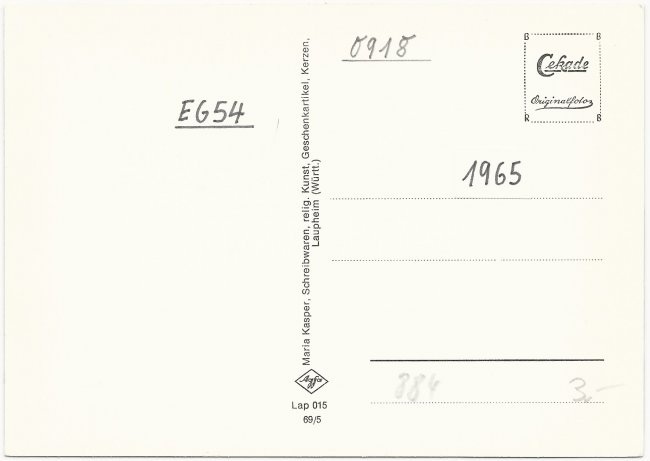 EG54
Maria Kasper, Schreibwaren, relig. Kunst, Geschenkartikel, Kerzen,
Laupheim (Württ.)
Agfa
Lap 015
69/5
0918
B B
Cekade
Originalfoto
R B
1965
884
3,-